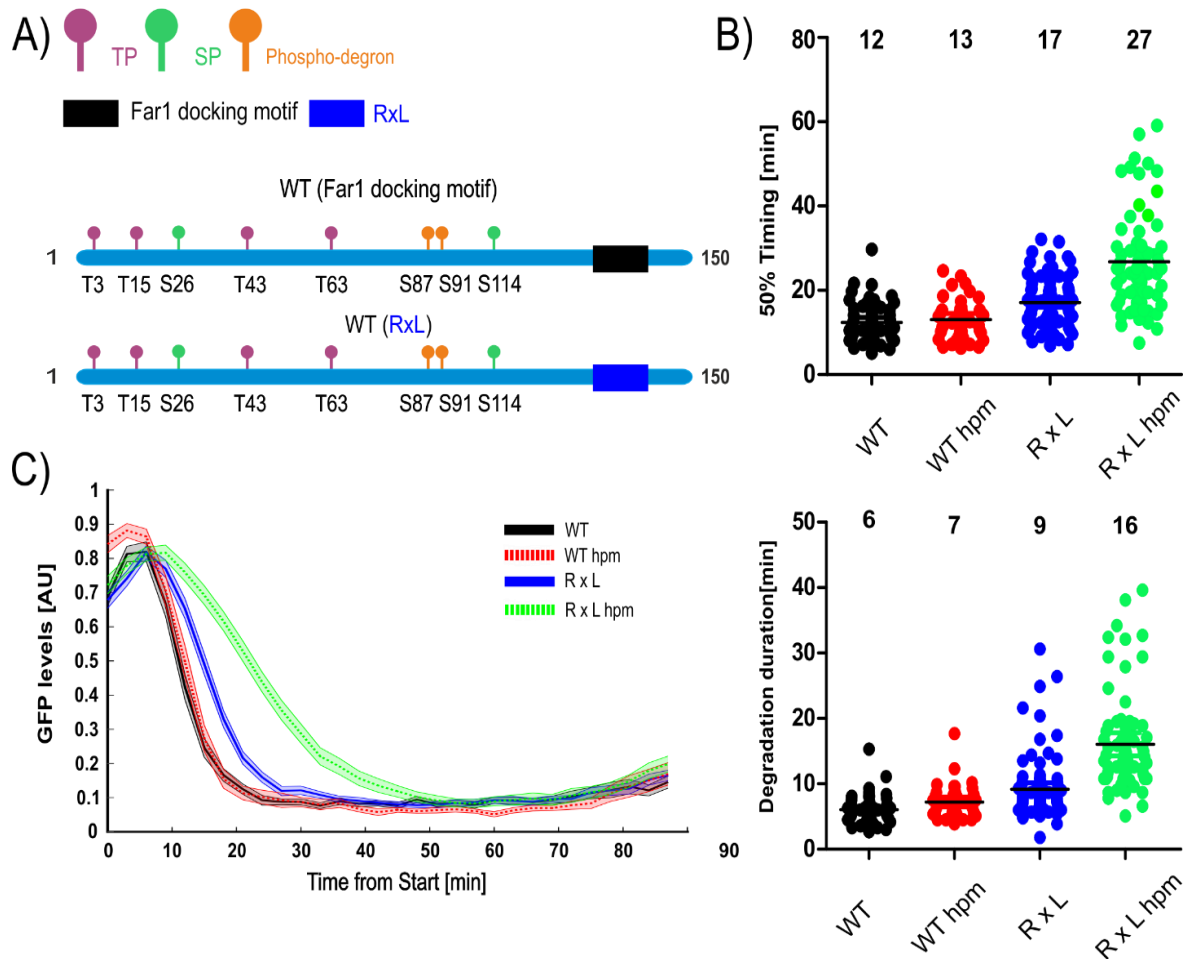 A)
TP SP Phospho-degron
Far1 docking motif RxL
WT (Far1 docking motif)
1 150
T3 T15 S26 T43 T63 S87 S91 S114
WT (RxL)
1 150
T3 T15 S26 T43 T63 S87 S91 S114
B)
12 13 17 27
80
60
40
20
0
50% Timing [min]
WT WT hpm R x L R x L hpm
6 7 9 16
50
40
30
20
10
0
Degradation duration[min]
WT WT hpm R x L R x L hpm
C)
1
0.9
0.8
0.7
0.6
0.5
0.4
0.3
0.2
0.1
0
GFP levels [AU]
WT
WT hpm
R x L
R x L hpm
0 10 20 30 40 50 60 70 80 90
Time from Start [min]